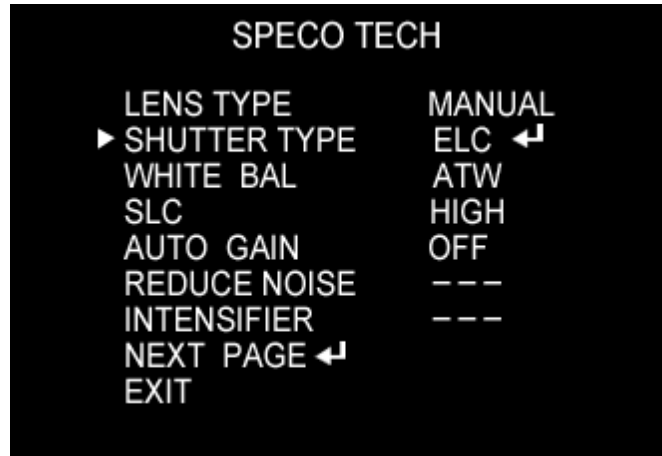 SPECO TECH
LENS TYPE MANUAL
SHUTTER TYPE ELC ↵
WHITE BAL ATW
SLC HIGH
AUTO GAIN OFF
REDUCE NOISE ---
INTENSIFIER ---
NEXT PAGE ↵
EXIT